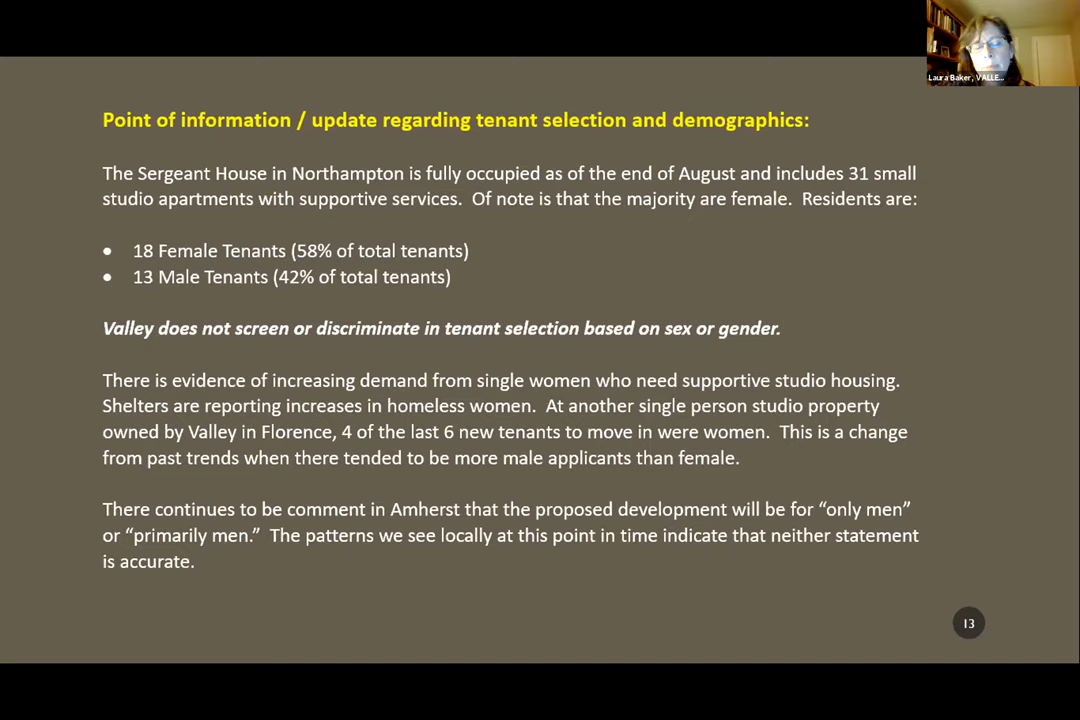 Laura Baker, VALLE...
Point of information / update regarding tenant selection and demographics:
The Sergeant House in Northampton is fully occupied as of the end of August and includes 31 small
studio apartments with supportive services.  Of note is that the majority are female.  Residents are:
• 18 Female Tenants (58% of total tenants)
• 13 Male Tenants (42% of total tenants)
Valley does not screen or discriminate in tenant selection based on sex or gender.
There is evidence of increasing demand from single women who need supportive studio housing.
Shelters are reporting increases in homeless women.  At another single person studio property
owned by Valley in Florence, 4 of the last 6 new tenants to move in were women.  This is a change
from past trends when there tended to be more male applicants than female.
There continues to be comment in Amherst that the proposed development will be for “only men”
or “primarily men.”  The patterns we see locally at this point in time indicate that neither statement
is accurate.
13